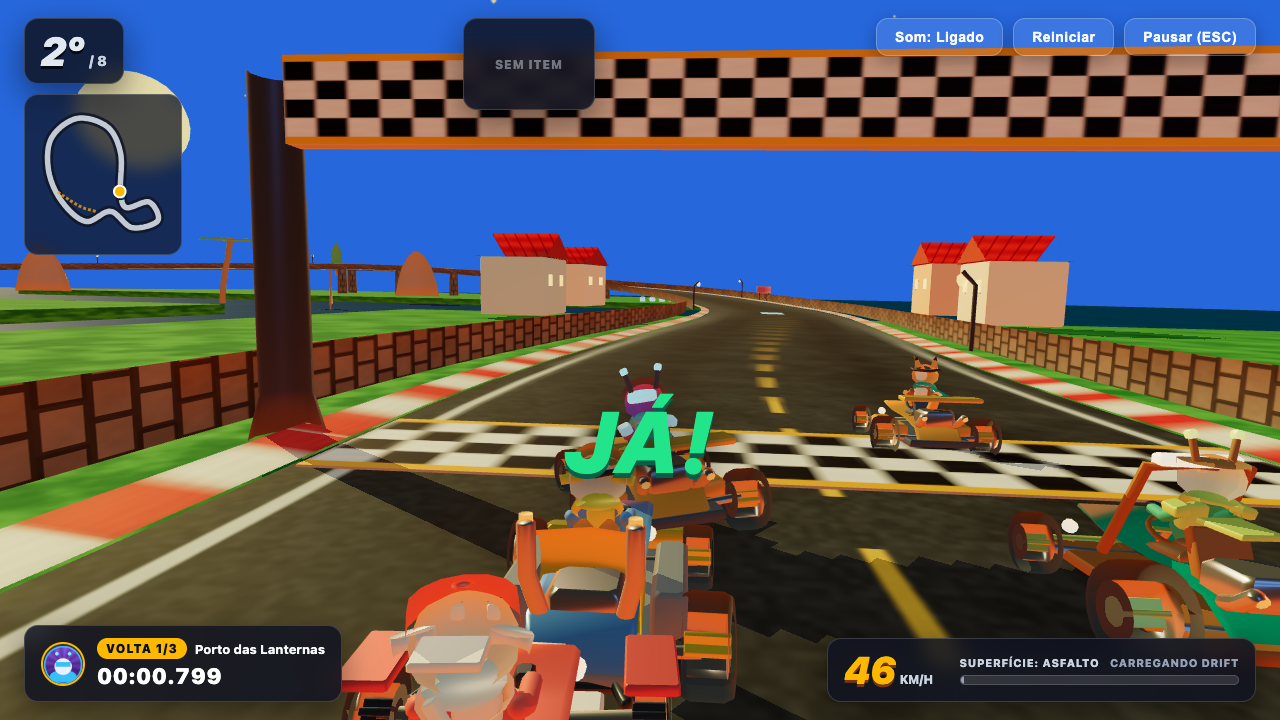 2º / 8
SEM ITEM
Som: Ligado
Reiniciar
Pausar (ESC)
JÁ!
VOLTA 1/3 Porto das Lanternas
00:00.799
46 KM/H
SUPERFÍCIE: ASFALTO CARREGANDO DRIFT